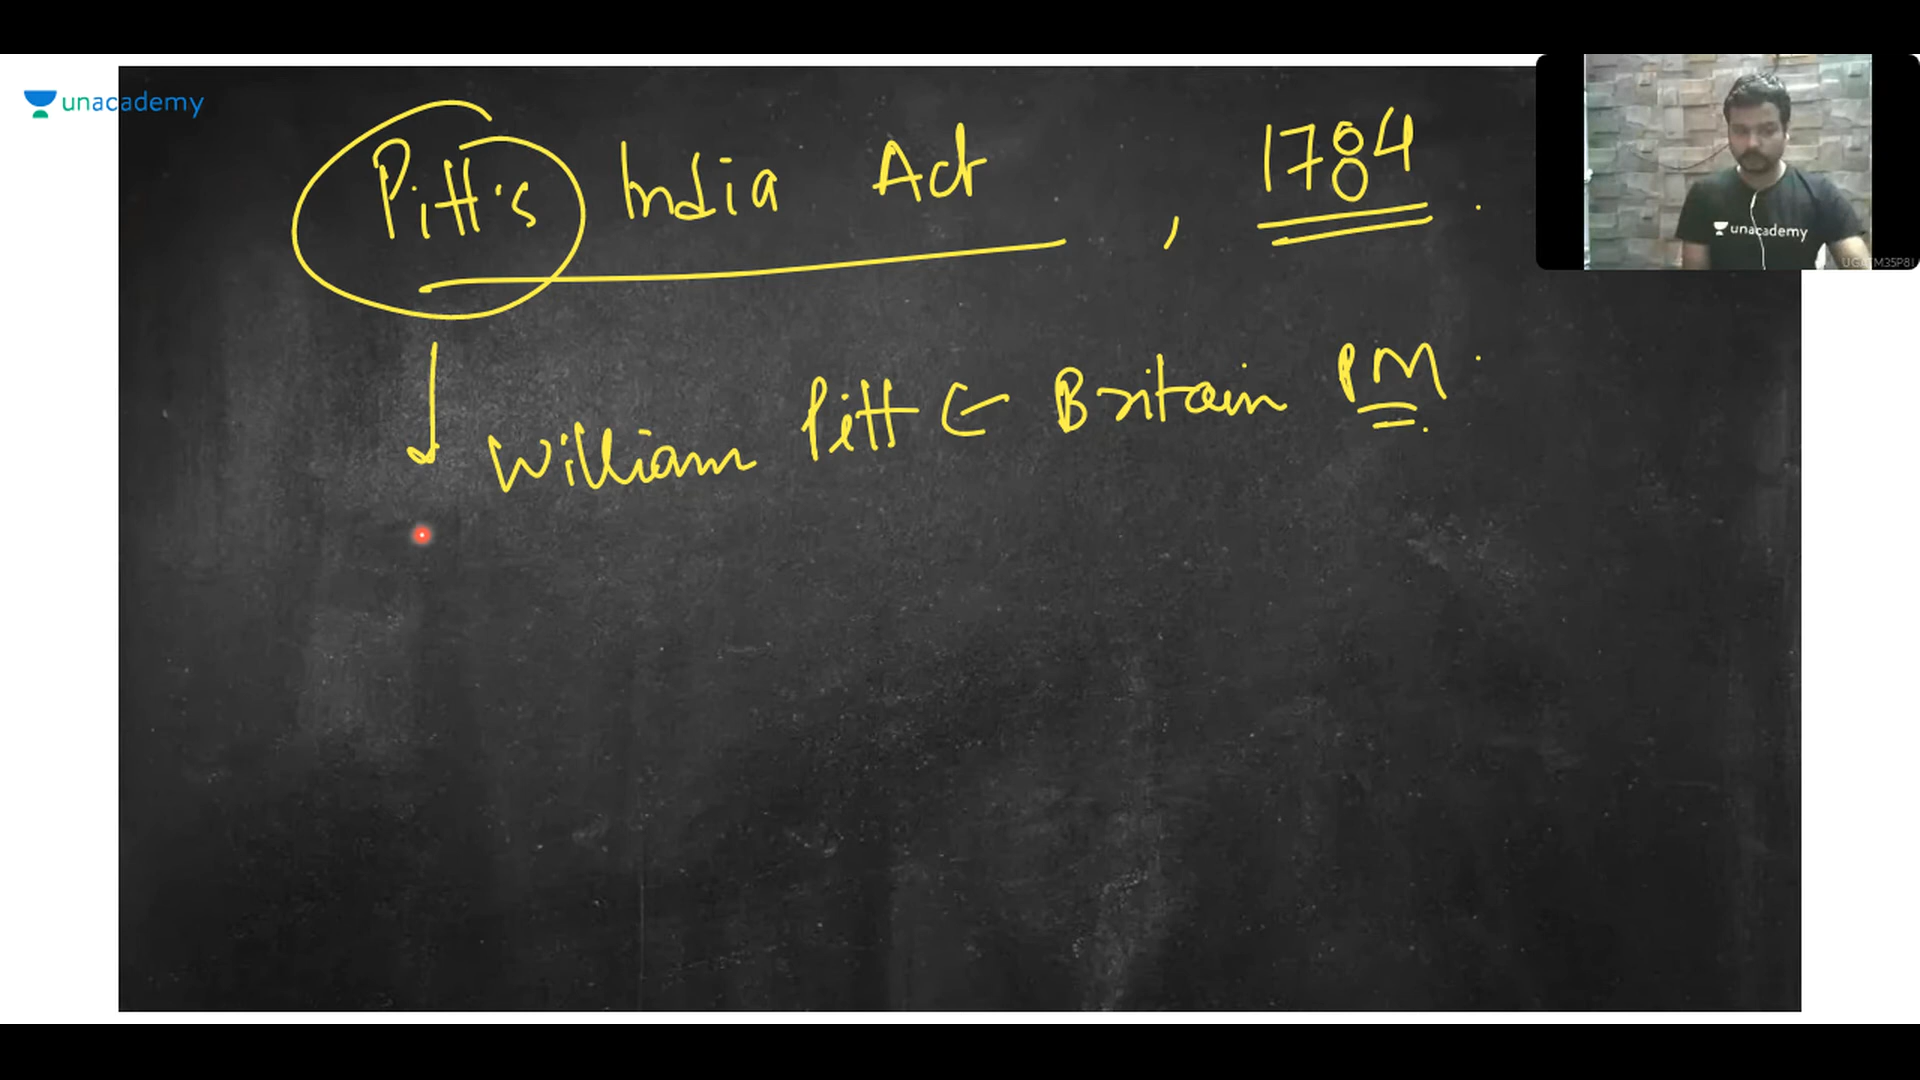 unacademy
Pitt's India Act , 1784 .
William Pitt ← Britain PM .
unacademy